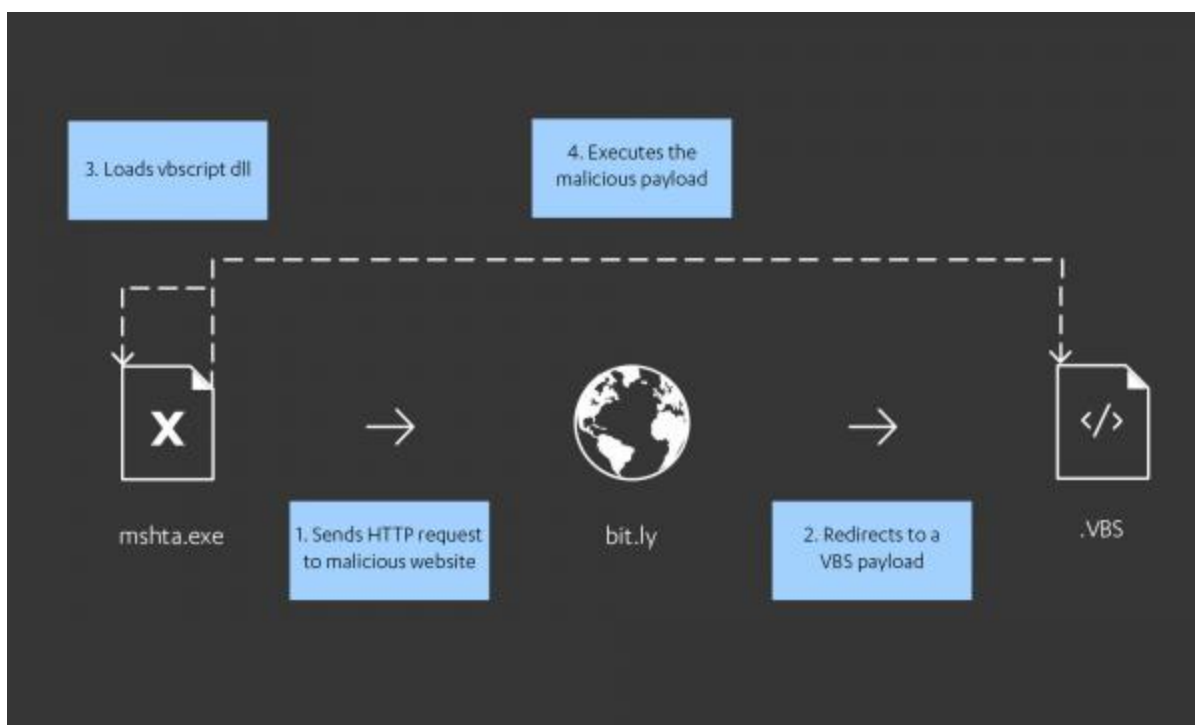 3. Loads vbscript dll
4. Executes the
malicious payload
X
</>
mshta.exe
1. Sends HTTP request
to malicious website
bit.ly
2. Redirects to a
VBS payload
.VBS